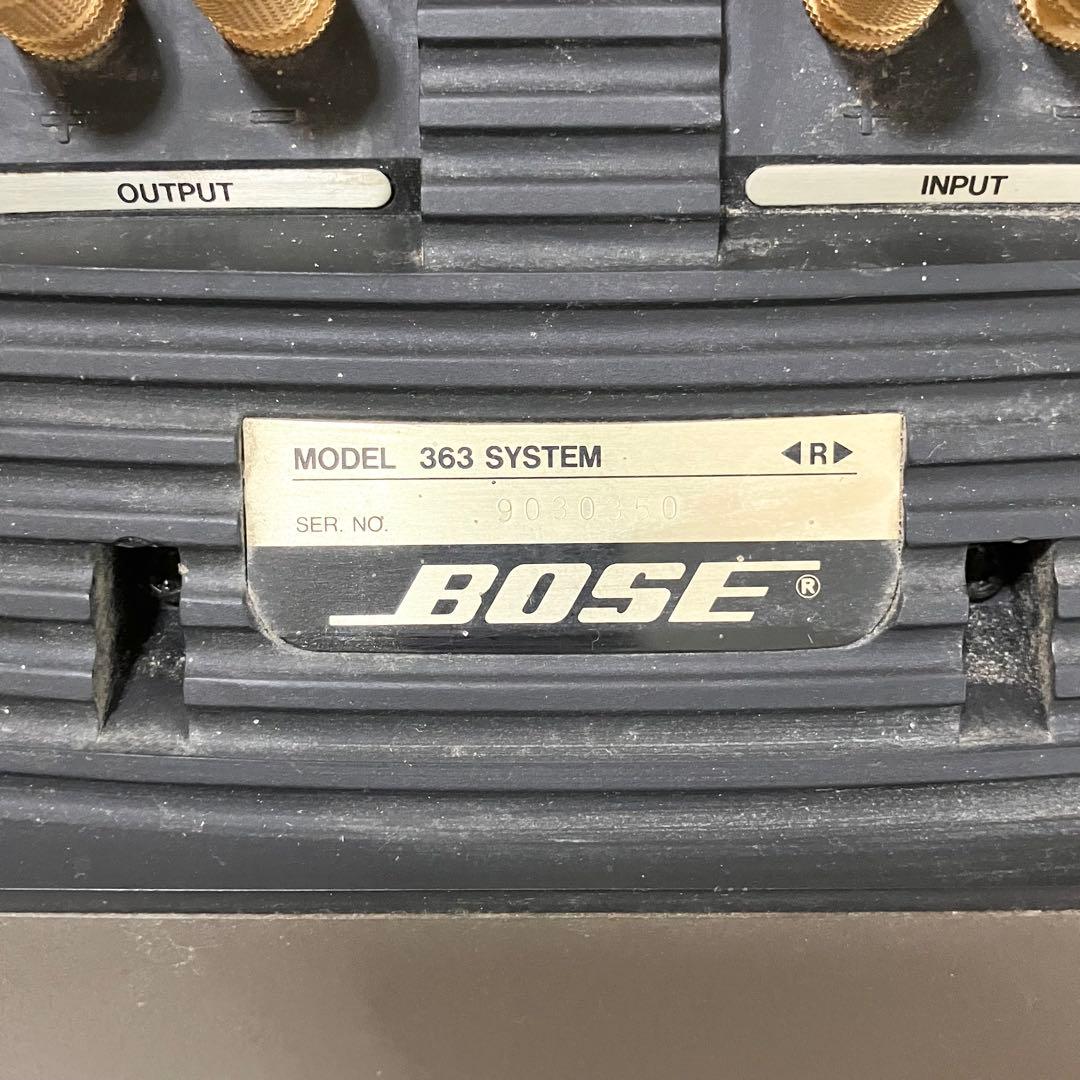 + - + -
OUTPUT INPUT
MODEL 363 SYSTEM ◀R▶
SER. NO. 9030350
BOSE®